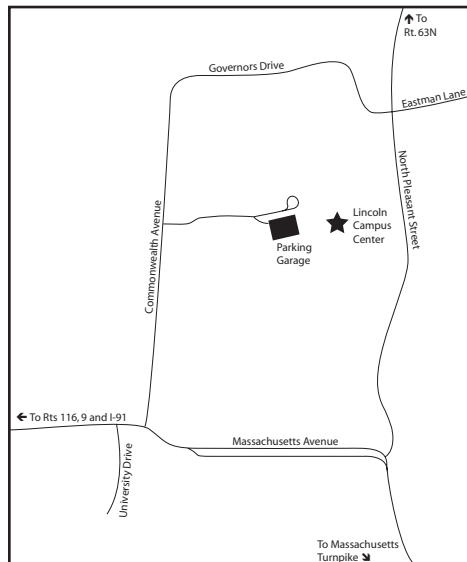 ↑ To
Rt. 63N
Governors Drive
Eastman Lane
Commonwealth Avenue
North Pleasant Street
Lincoln
Campus
Center
Parking
Garage
← To Rts 116, 9 and I-91
Massachusetts Avenue
University Drive
To Massachusetts
Turnpike ↘